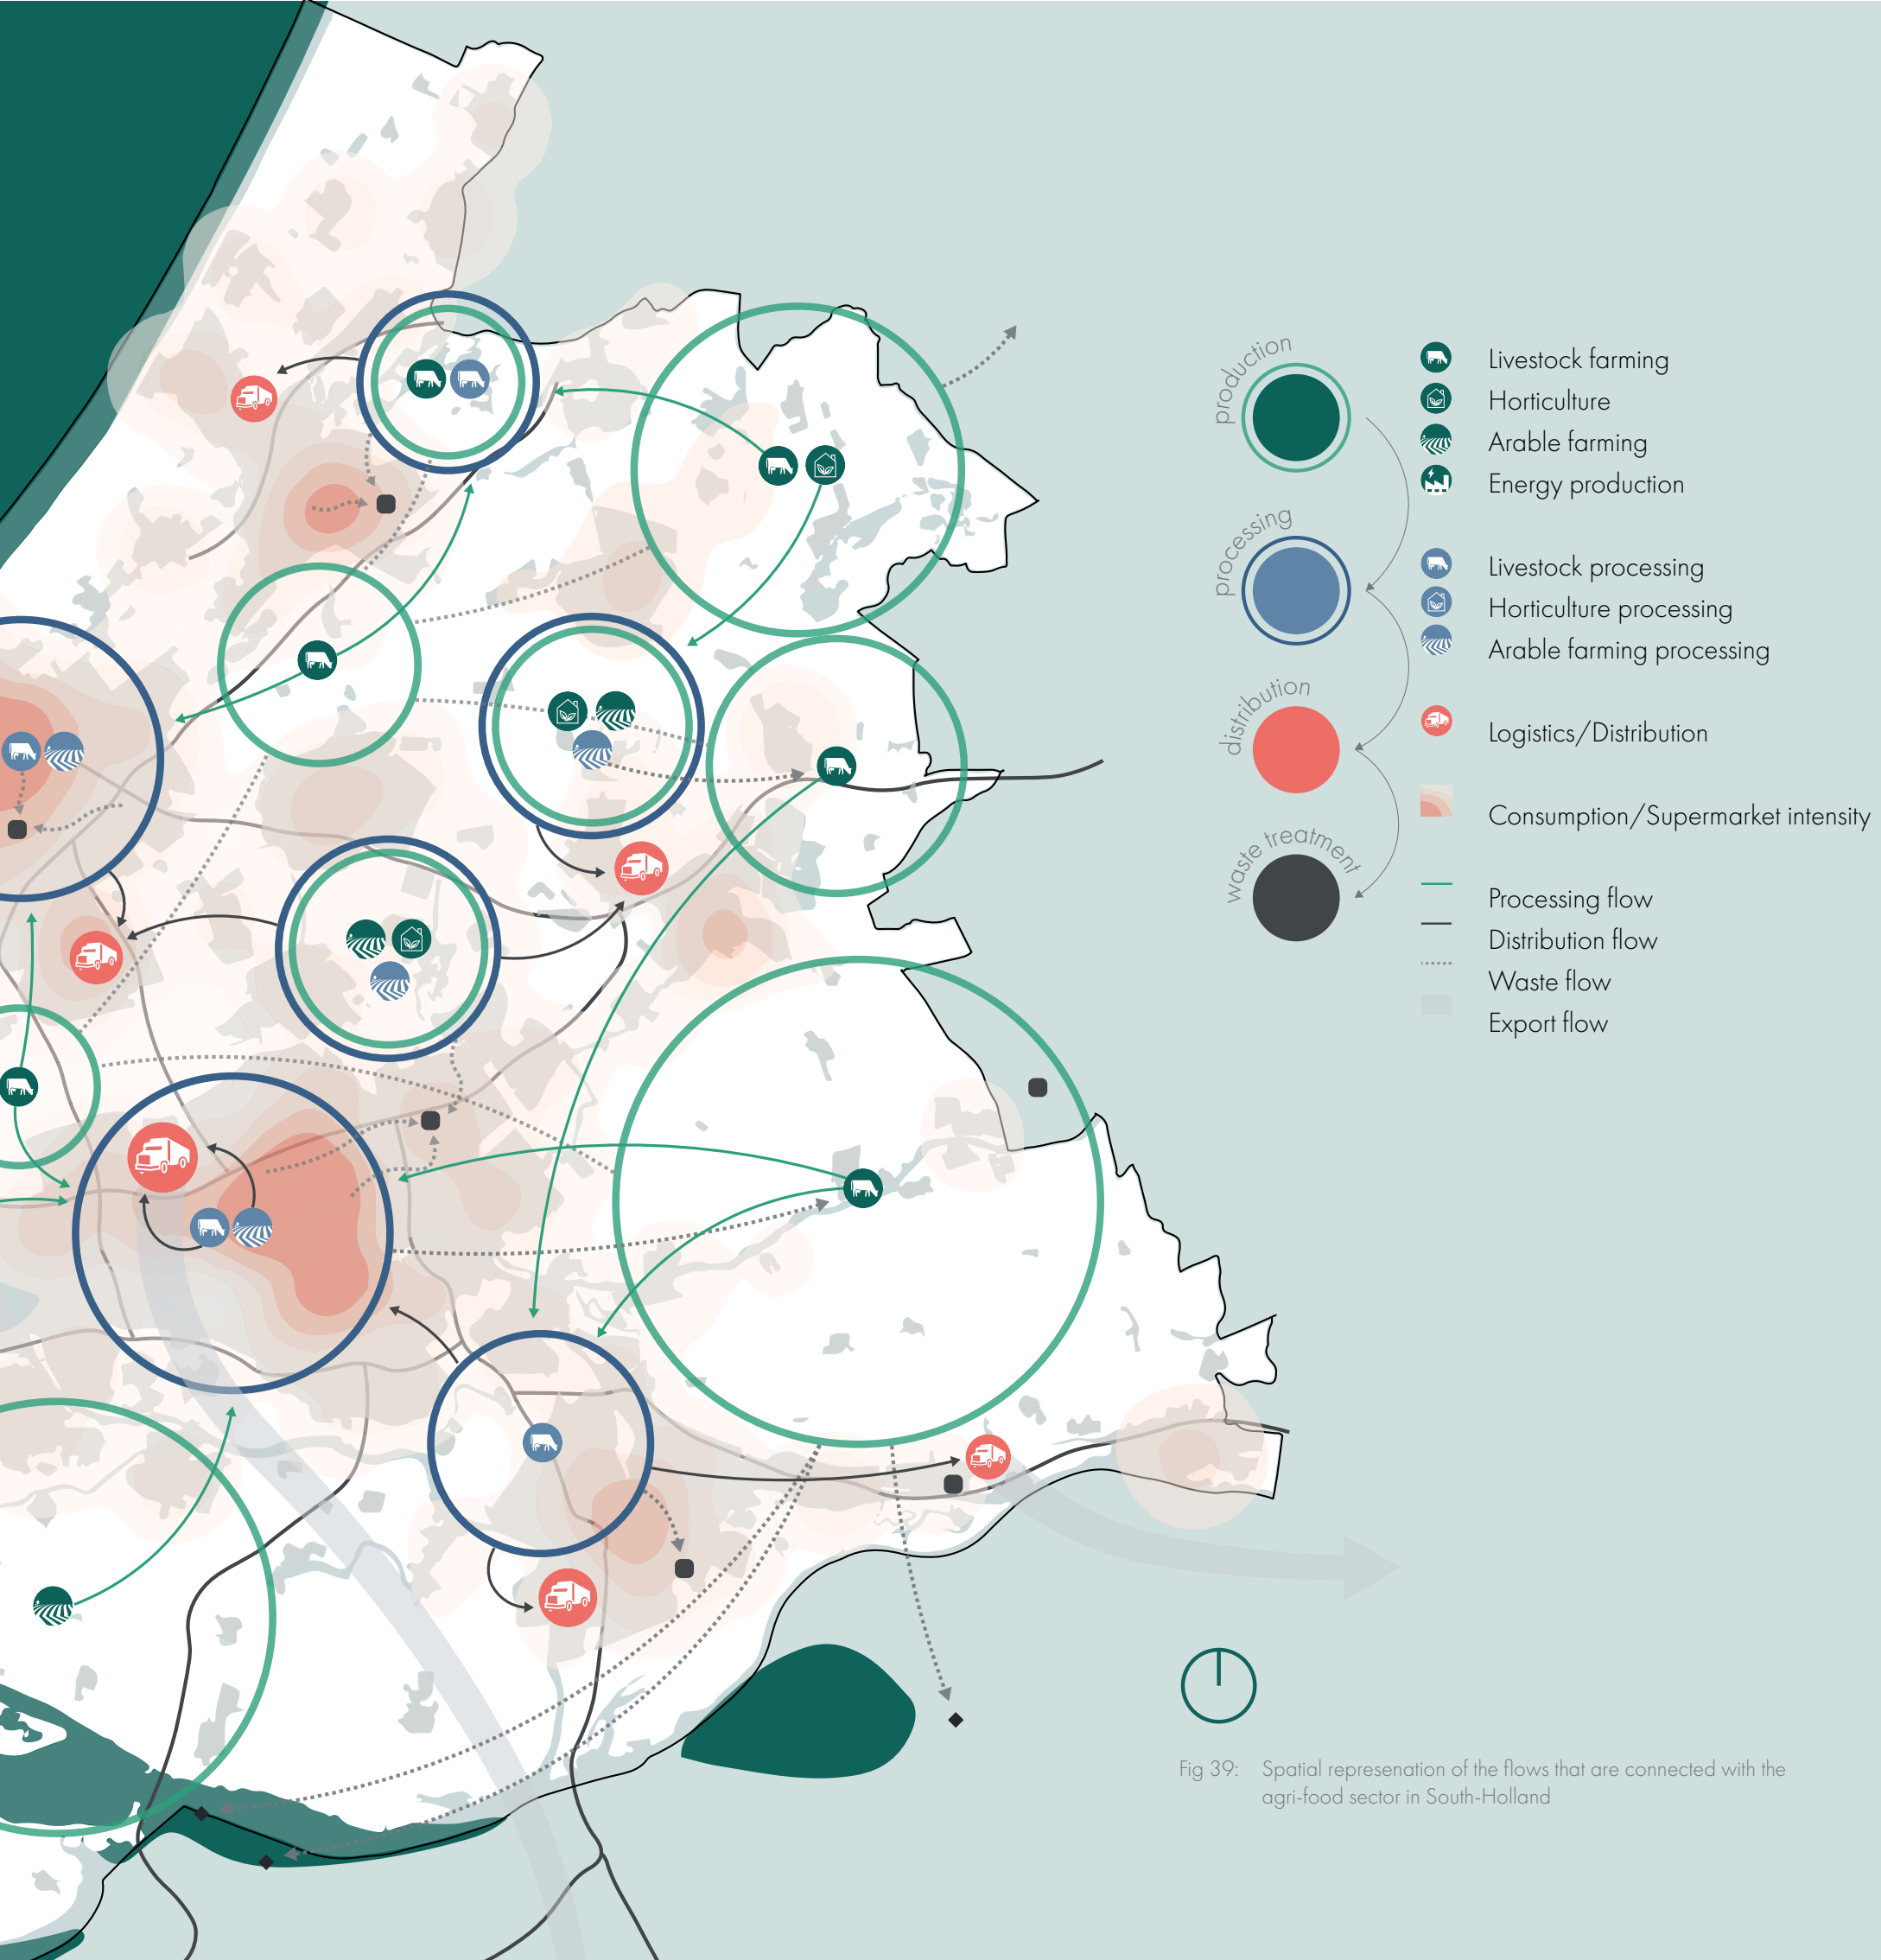 production
Livestock farming
Horticulture
Arable farming
Energy production
processing
Livestock processing
Horticulture processing
Arable farming processing
distribution
Logistics/Distribution
Consumption/Supermarket intensity
waste treatment
Processing flow
Distribution flow
Waste flow
Export flow
Fig 39: Spatial represenation of the flows that are connected with the
agri-food sector in South-Holland